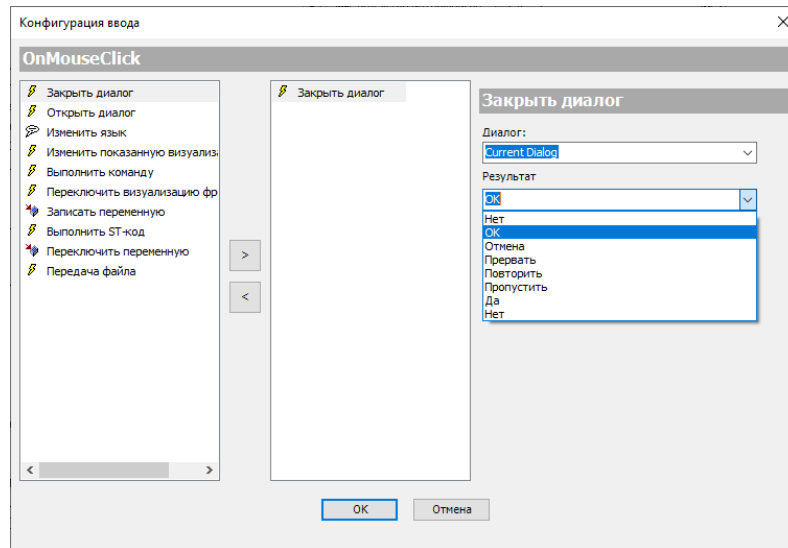 Конфигурация ввода
OnMouseClick
Закрыть диалог
Открыть диалог
Изменить язык
Изменить показанную визуализ
Выполнить команду
Переключить визуализацию фр
Записать переменную
Выполнить ST-код
Переключить переменную
Передача файла
>
<
Закрыть диалог
Закрыть диалог
Диалог:
Current Dialog
Результат
OK
Нет
OK
Отмена
Прервать
Повторить
Пропустить
Да
Нет
OK
Отмена